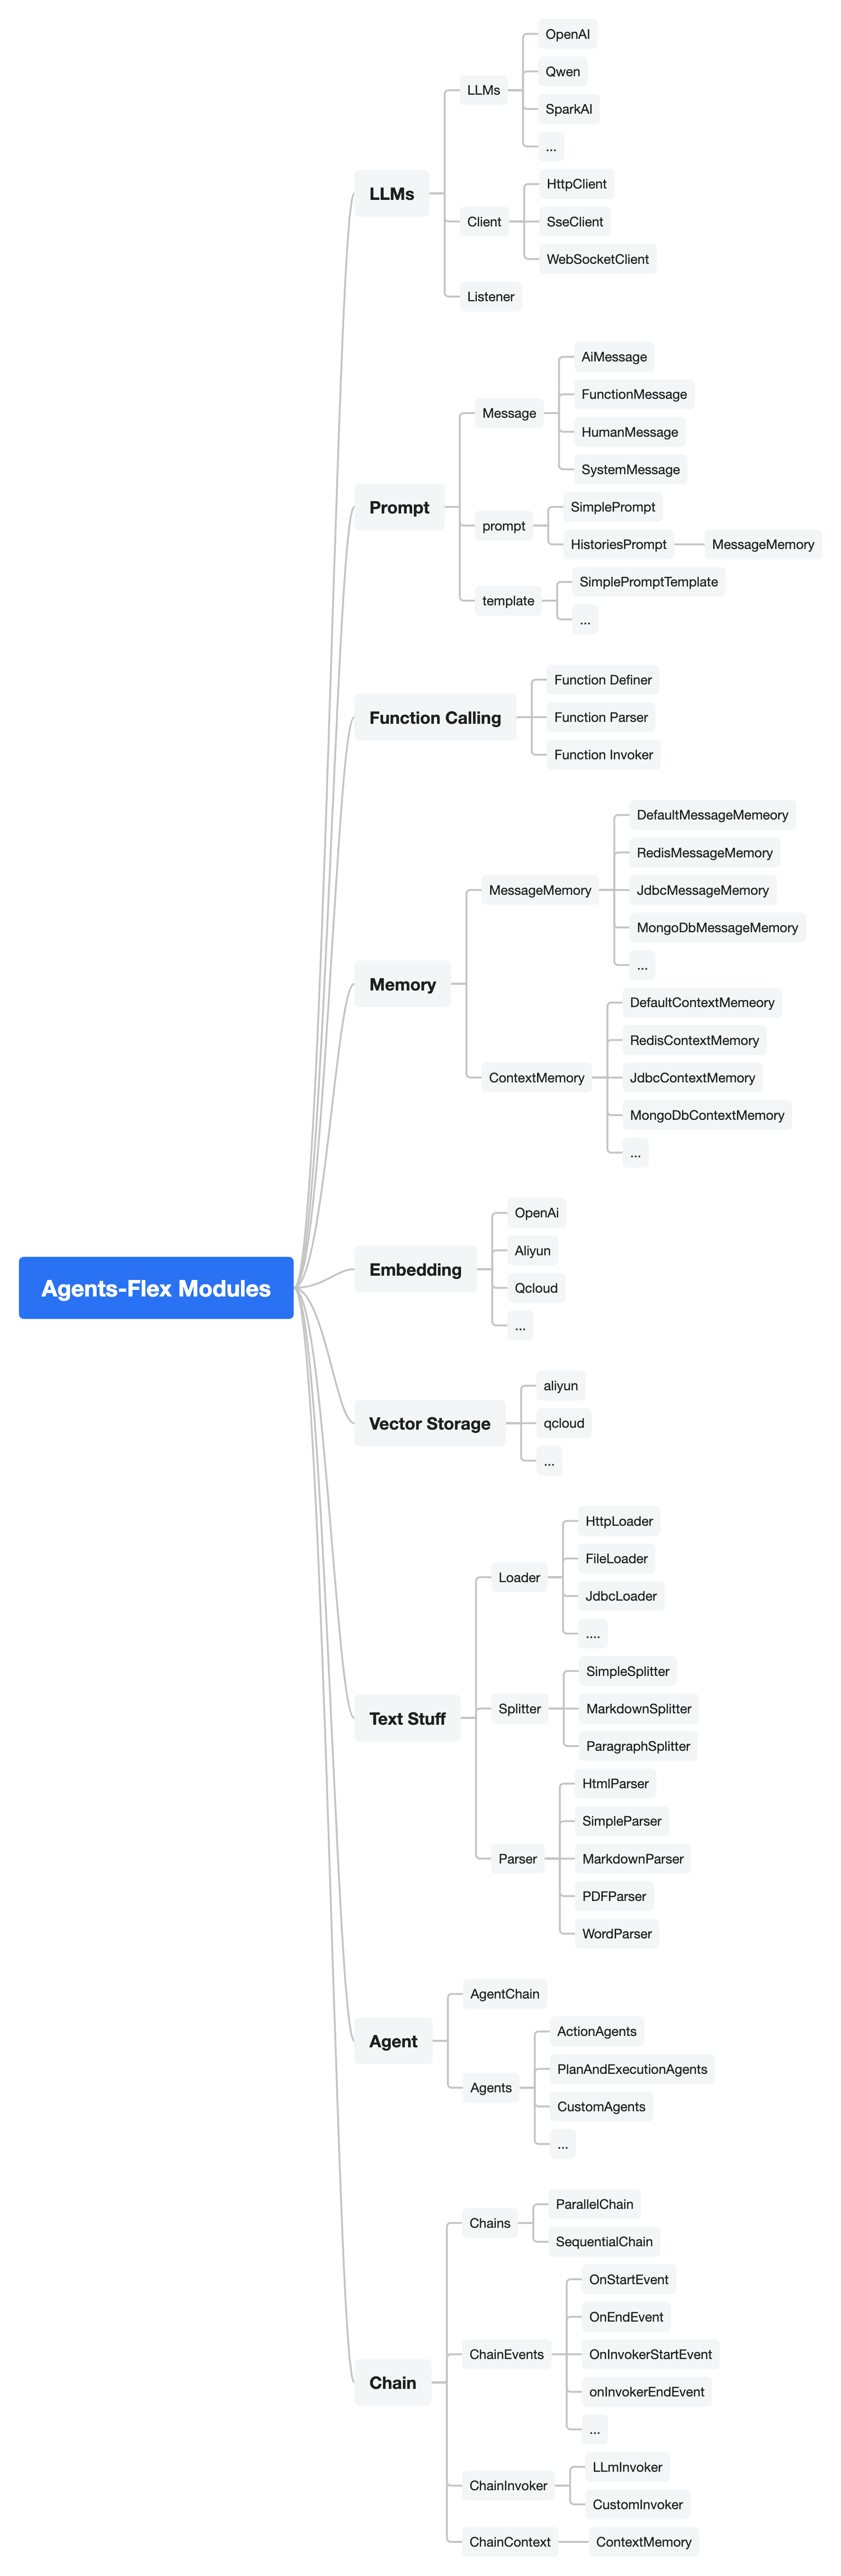 Agents-Flex Modules
LLMs
LLMs
OpenAI
Qwen
SparkAI
...
Client
HttpClient
SseClient
WebSocketClient
Listener
Prompt
Message
AiMessage
FunctionMessage
HumanMessage
SystemMessage
prompt
SimplePrompt
HistoriesPrompt
MessageMemory
template
SimplePromptTemplate
...
Function Calling
Function Definer
Function Parser
Function Invoker
Memory
MessageMemory
DefaultMessageMemeory
RedisMessageMemory
JdbcMessageMemory
MongoDbMessageMemory
...
ContextMemory
DefaultContextMemeory
RedisContextMemory
JdbcContextMemory
MongoDbContextMemory
...
Embedding
OpenAi
Aliyun
Qcloud
...
Vector Storage
aliyun
qcloud
...
Text Stuff
Loader
HttpLoader
FileLoader
JdbcLoader
....
Splitter
SimpleSplitter
MarkdownSplitter
ParagraphSplitter
Parser
HtmlParser
SimpleParser
MarkdownParser
PDFParser
WordParser
Agent
AgentChain
Agents
ActionAgents
PlanAndExecutionAgents
CustomAgents
...
Chain
Chains
ParallelChain
SequentialChain
ChainEvents
OnStartEvent
OnEndEvent
OnInvokerStartEvent
onInvokerEndEvent
...
ChainInvoker
LLmInvoker
CustomInvoker
ChainContext
ContextMemory